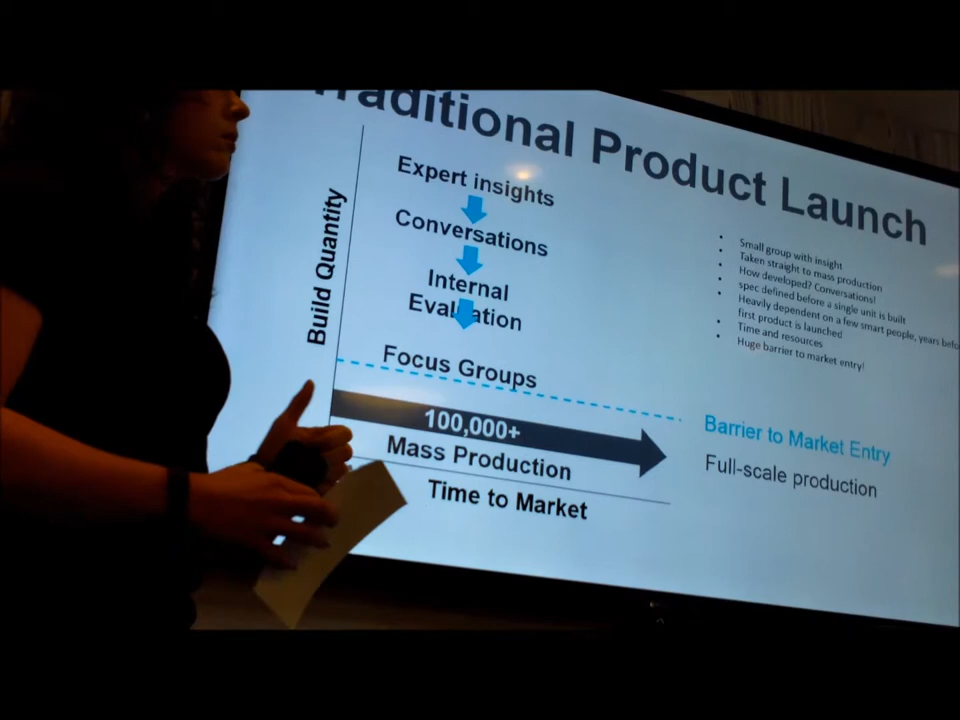 Traditional Product Launch
Build Quantity
Expert insights
Conversations
Internal
Evaluation
Focus Groups
100,000+
Mass Production
Time to Market
• Small group with insight
• Taken straight to mass production
• How developed? Conversations!
• spec defined before a single unit is built
• Heavily dependent on a few smart people, years befo
first product is launched
• Time and resources
• Huge barrier to market entry!
Barrier to Market Entry
Full-scale production